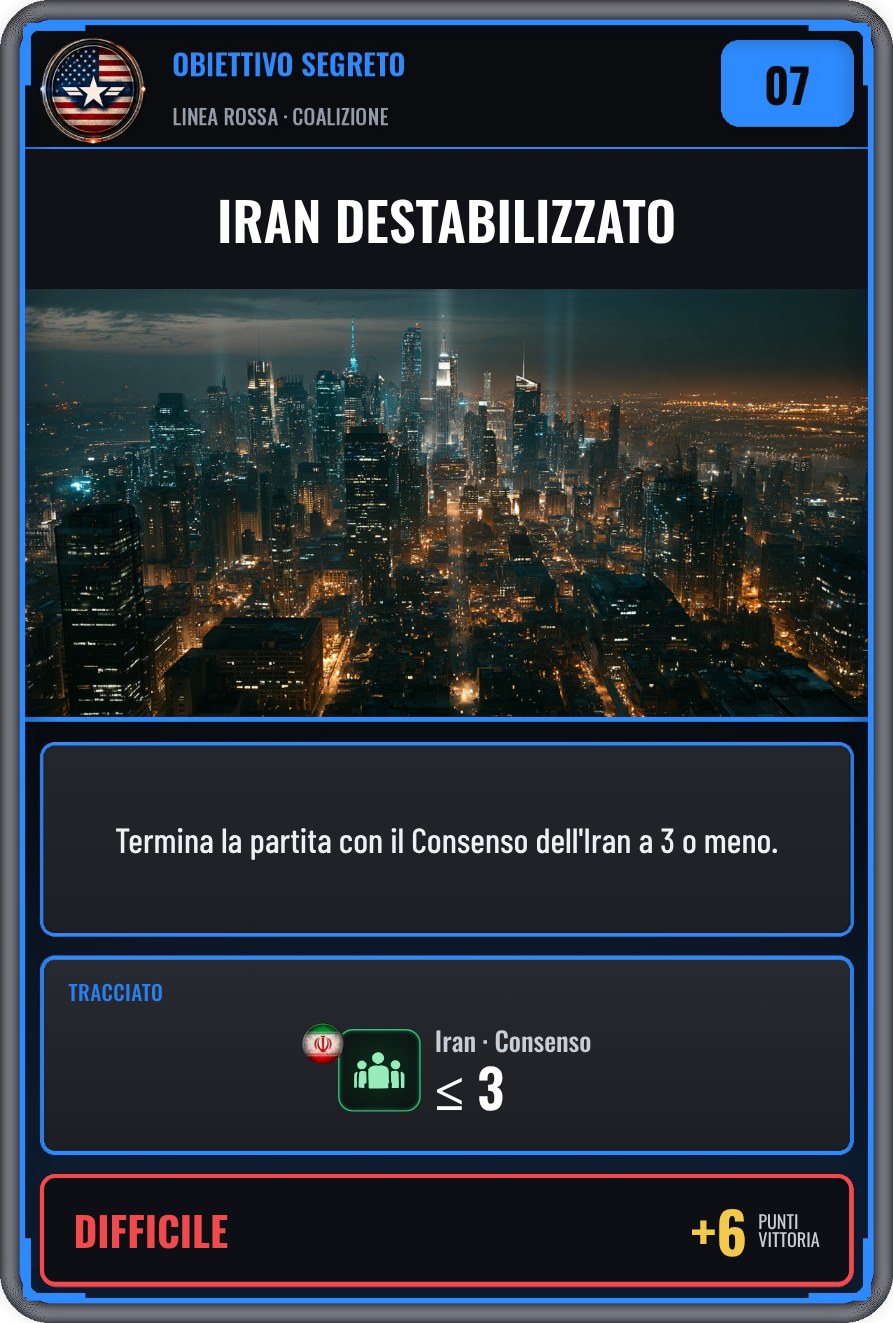 OBIETTIVO SEGRETO
LINEA ROSSA · COALIZIONE
07
IRAN DESTABILIZZATO
Termina la partita con il Consenso dell'Iran a 3 o meno.
TRACCIATO
Iran · Consenso
≤ 3
DIFFICILE
+6 PUNTI
VITTORIA